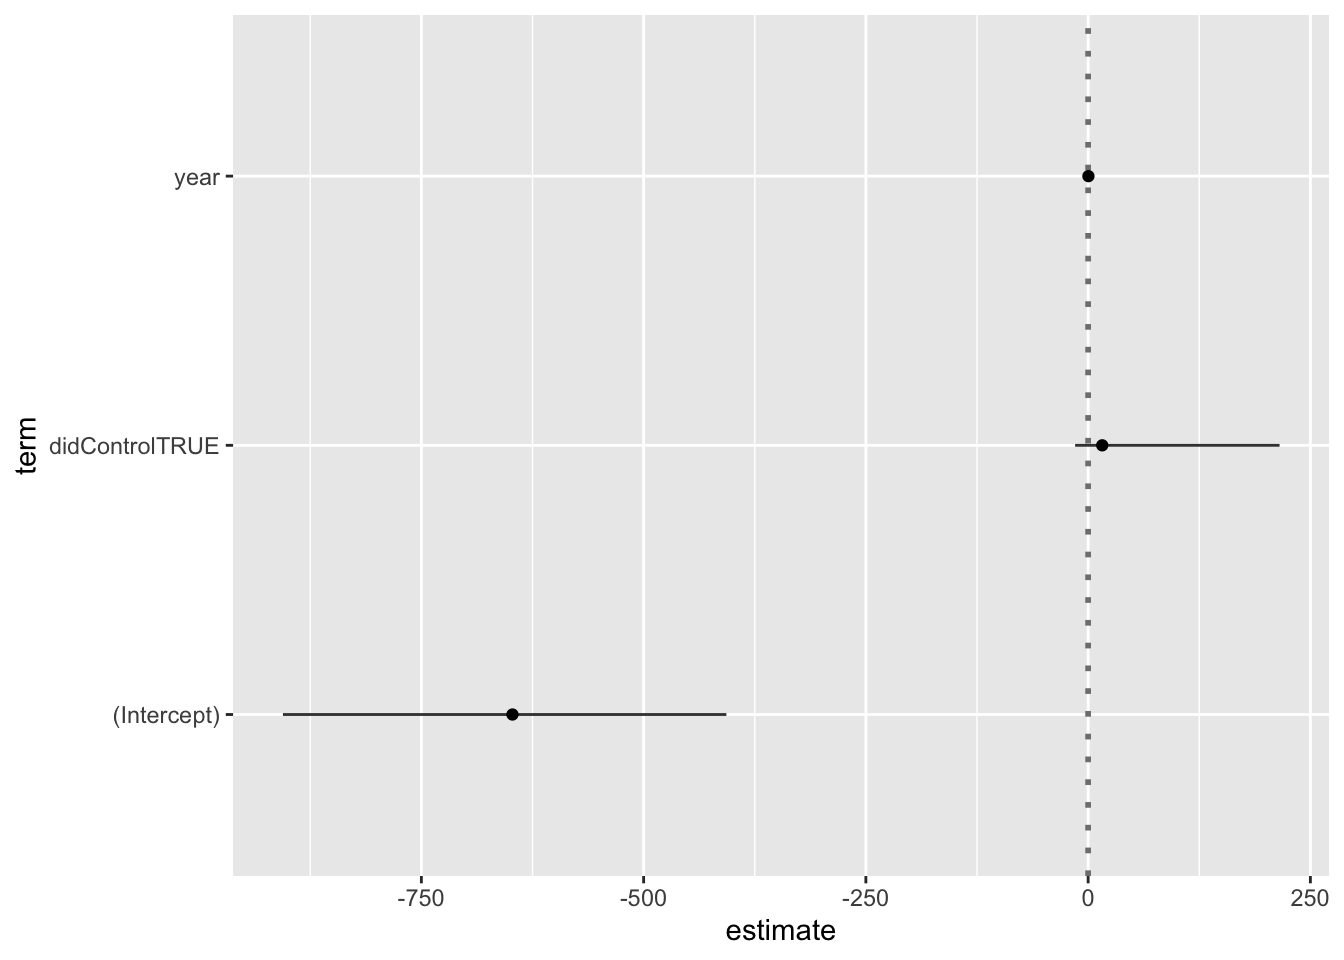 term
year
didControlTRUE
(Intercept)
-750 -500 -250 0 250
estimate